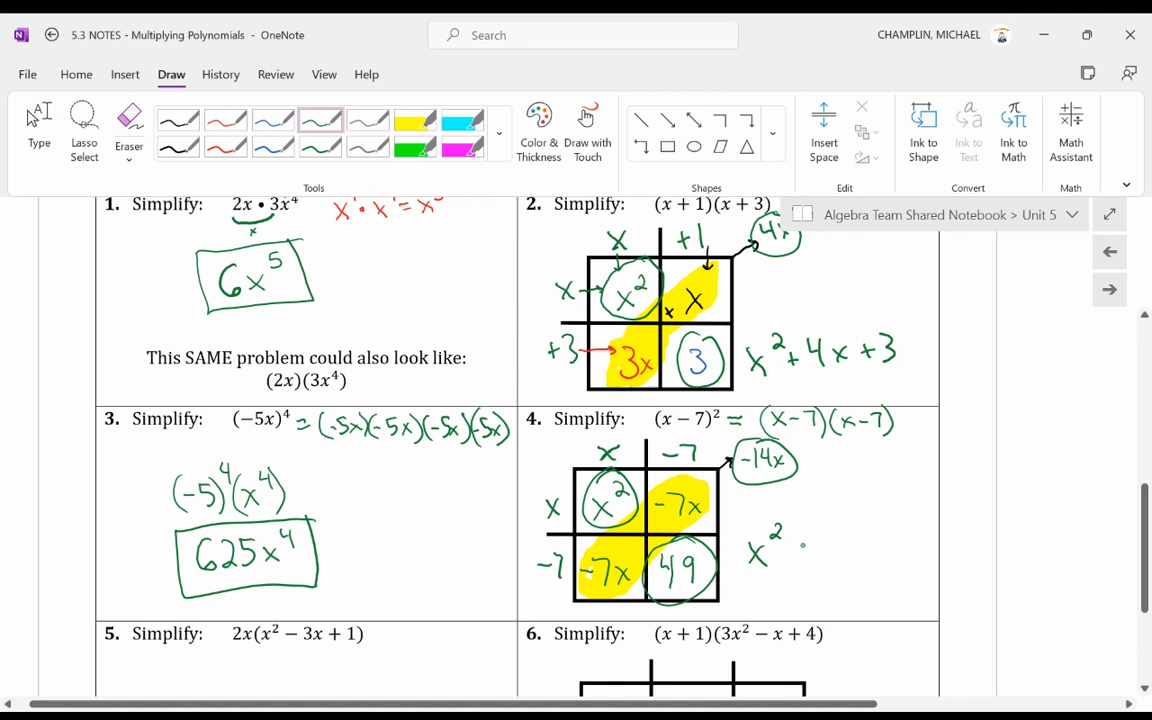 5.3 NOTES - Multiplying Polynomials - OneNote
Search
CHAMPLIN, MICHAEL
File Home Insert Draw History Review View Help
Type
Lasso Select
Eraser
Color & Thickness
Draw with Touch
Insert Space
Ink to Shape
Ink to Text
Ink to Math
Math Assistant
Tools
Shapes
Edit
Convert
Math
Algebra Team Shared Notebook > Unit 5
1. Simplify: 2x • 3x⁴
6x⁵
This SAME problem could also look like:
(2x)(3x⁴)
2. Simplify: (x + 1)(x + 3)
x +1
x x² x
+3 3x 3
x² + 4x + 3
3. Simplify: (−5x)⁴ = (-5x)(-5x)(-5x)(-5x)
(-5)⁴(x⁴)
625x⁴
4. Simplify: (x − 7)² = (x-7)(x-7)
x -7 -14x
x x² -7x
-7 -7x 49
x²
5. Simplify: 2x(x² − 3x + 1)
6. Simplify: (x + 1)(3x² − x + 4)